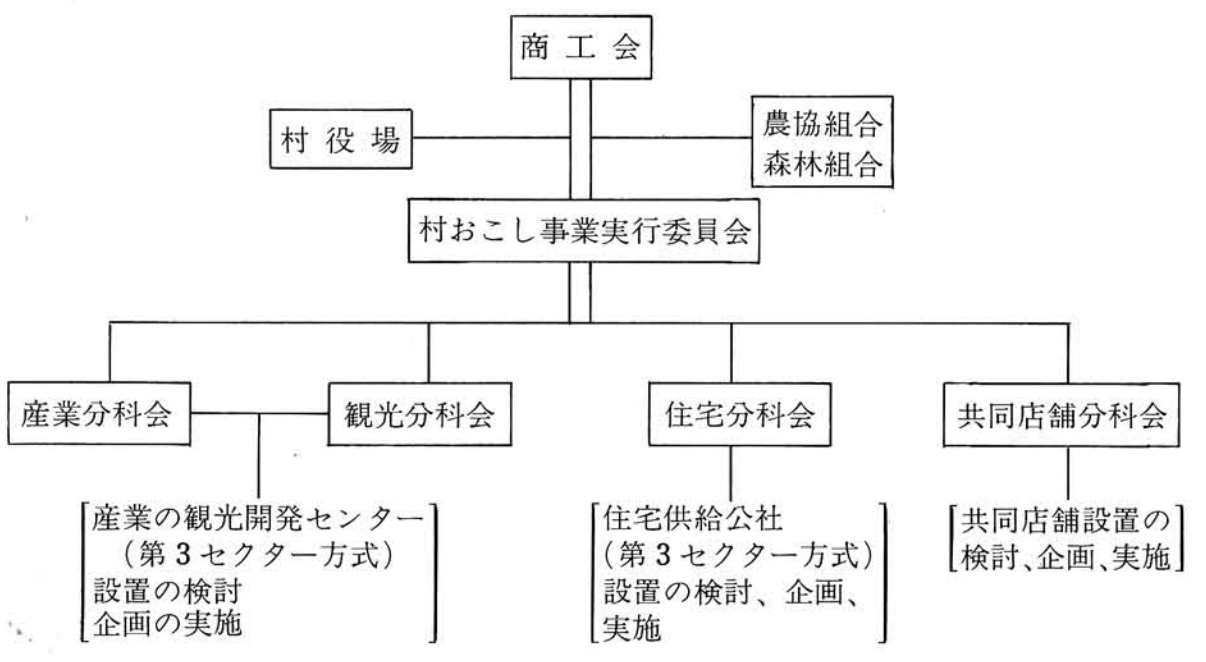 商工会
村役場
農協組合
森林組合
村おこし事業実行委員会
産業分科会
観光分科会
住宅分科会
共同店舗分科会
産業の観光開発センター
（第3セクター方式）
設置の検討
企画の実施
住宅供給公社
（第3セクター方式）
設置の検討、企画、
実施
共同店舗設置の
検討、企画、実施